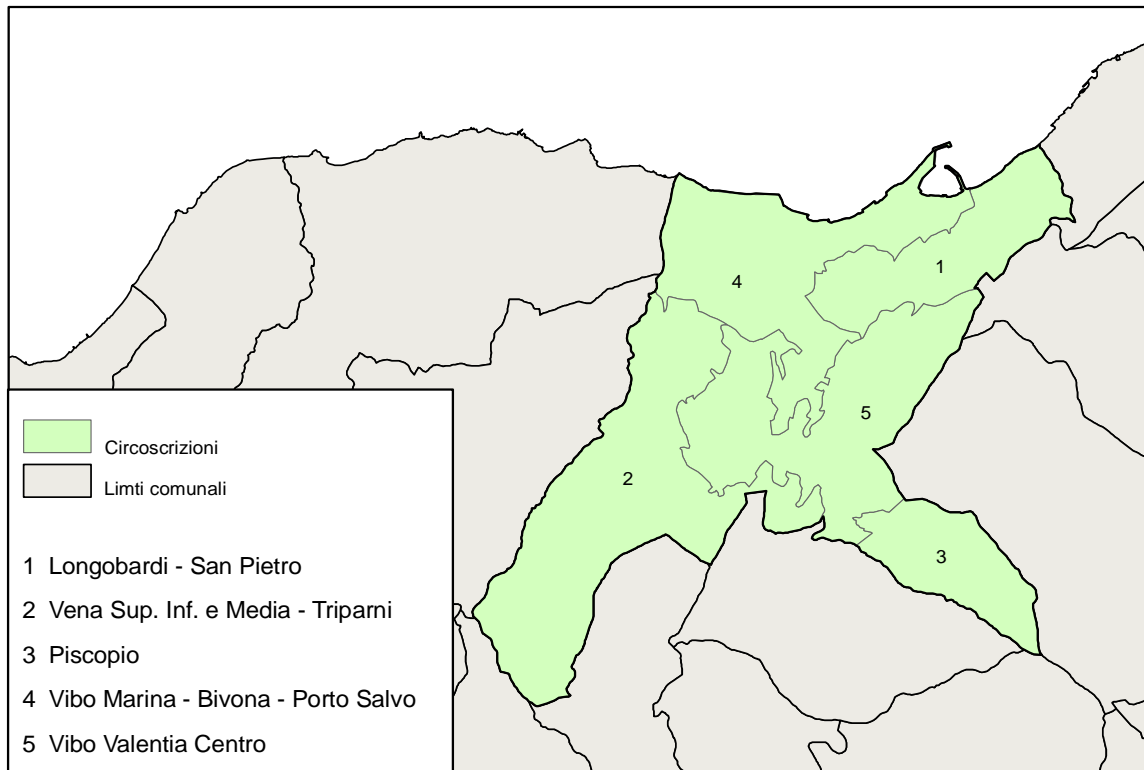 1
4
5
2
3
Circoscrizioni
Limti comunali
1 Longobardi - San Pietro
2 Vena Sup. Inf. e Media - Triparni
3 Piscopio
4 Vibo Marina - Bivona - Porto Salvo
5 Vibo Valentia Centro